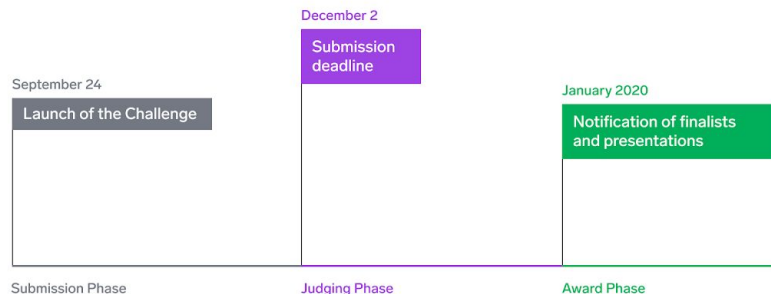 December 2
Submission
deadline
September 24
Launch of the Challenge
January 2020
Notification of finalists
and presentations
Submission Phase
Judging Phase
Award Phase